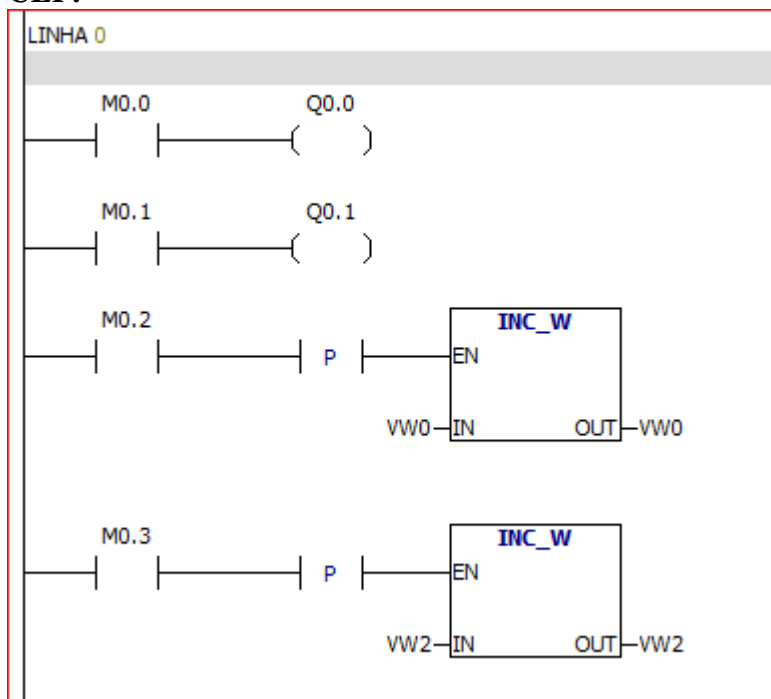 LINHA 0
M0.0 Q0.0
M0.1 Q0.1
M0.2 P INC_W
EN
VW0 IN OUT VW0
M0.3 P INC_W
EN
VW2 IN OUT VW2